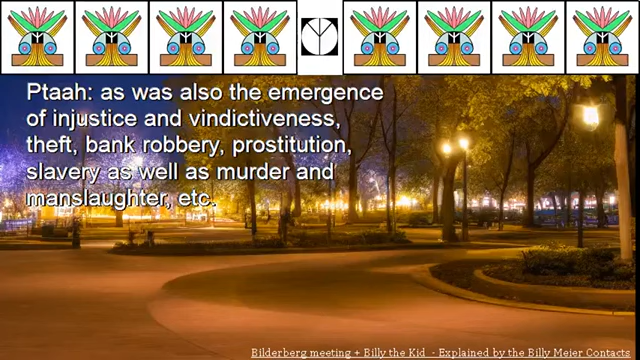 Ptaah: as was also the emergence
of injustice and vindictiveness,
theft, bank robbery, prostitution,
slavery as well as murder and
manslaughter, etc.
Bilderberg meeting + Billy the Kid - Explained by the Billy Meier Contacts